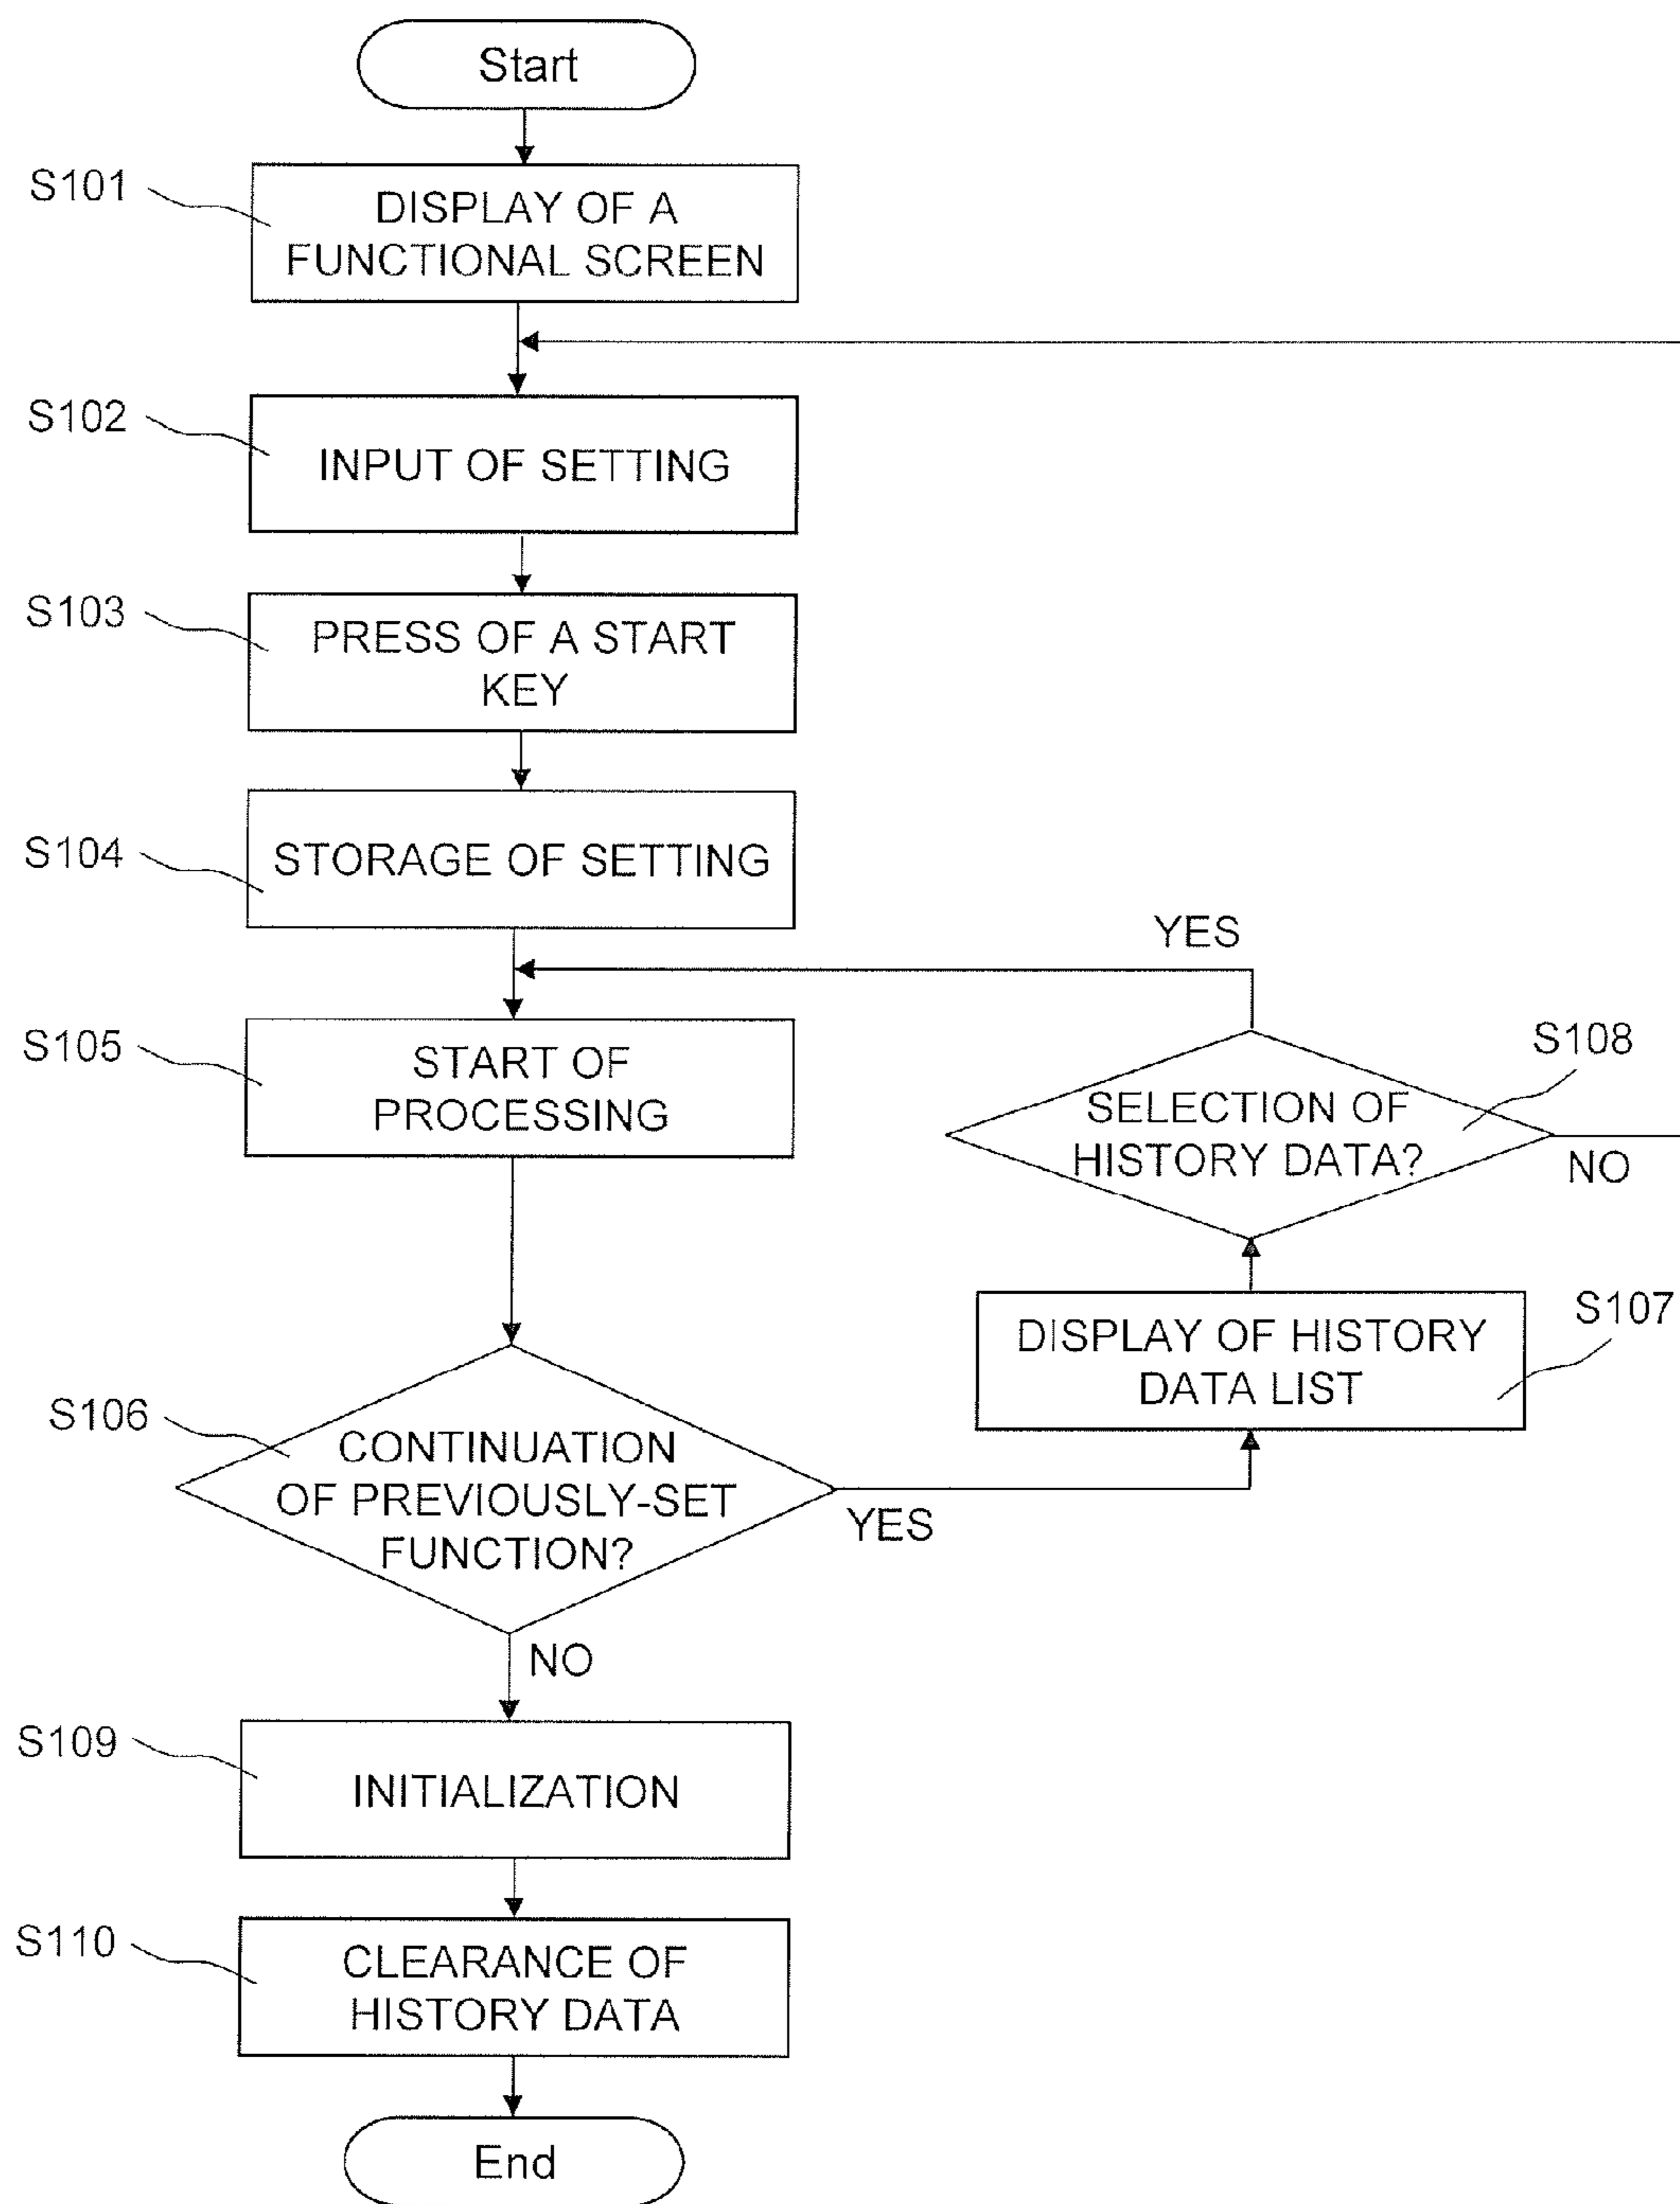 Start
S101
DISPLAY OF A
FUNCTIONAL SCREEN
S102
INPUT OF SETTING
S103
PRESS OF A START
KEY
S104
STORAGE OF SETTING
YES
S105
START OF
PROCESSING
S108
SELECTION OF
HISTORY DATA?
NO
S107
DISPLAY OF HISTORY
DATA LIST
S106
CONTINUATION
OF PREVIOUSLY-SET
FUNCTION?
YES
NO
S109
INITIALIZATION
S110
CLEARANCE OF
HISTORY DATA
End